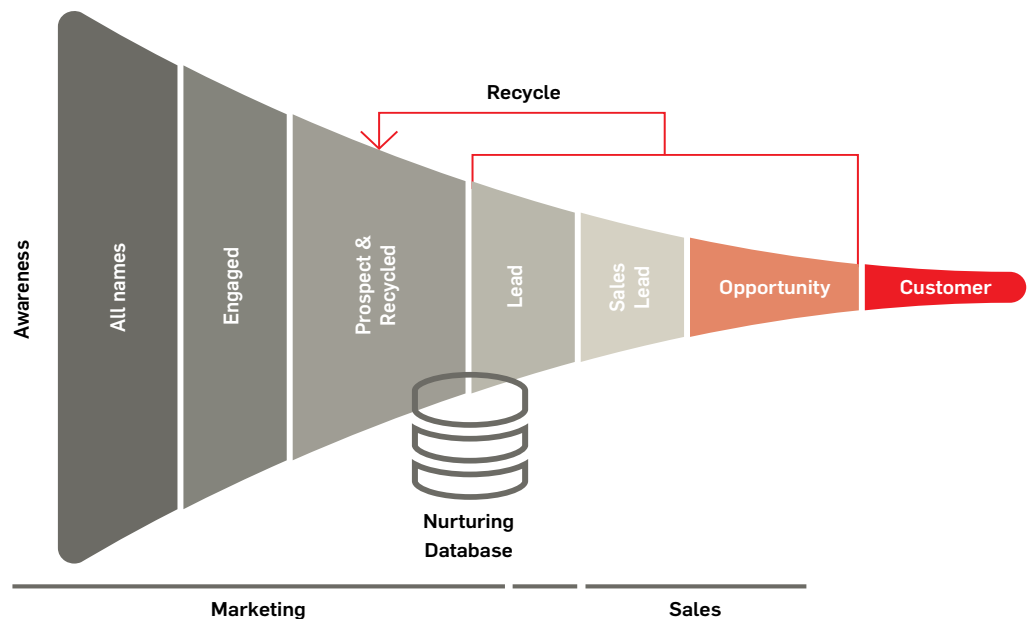 Recycle
Awareness
All names
Engaged
Prospect &
Recycled
Lead
Sales
Lead
Opportunity
Customer
Nurturing
Database
Marketing
Sales